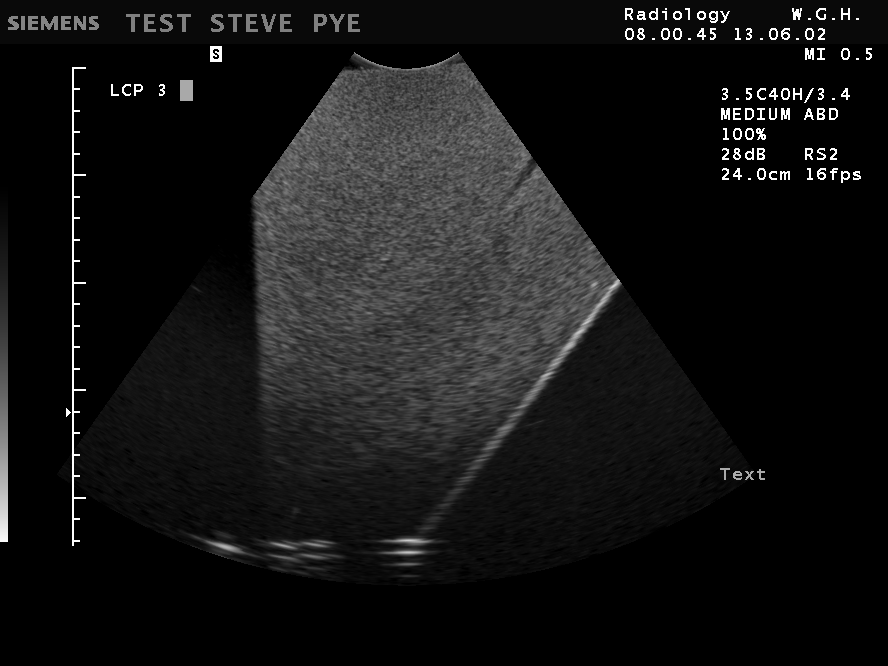 SIEMENS TEST STEVE PYE
Radiology W.G.H.
08.00.45 13.06.02
MI 0.5
S
LCP 3
3.5C40H/3.4
MEDIUM ABD
100%
28dB RS2
24.0cm 16fps
Text